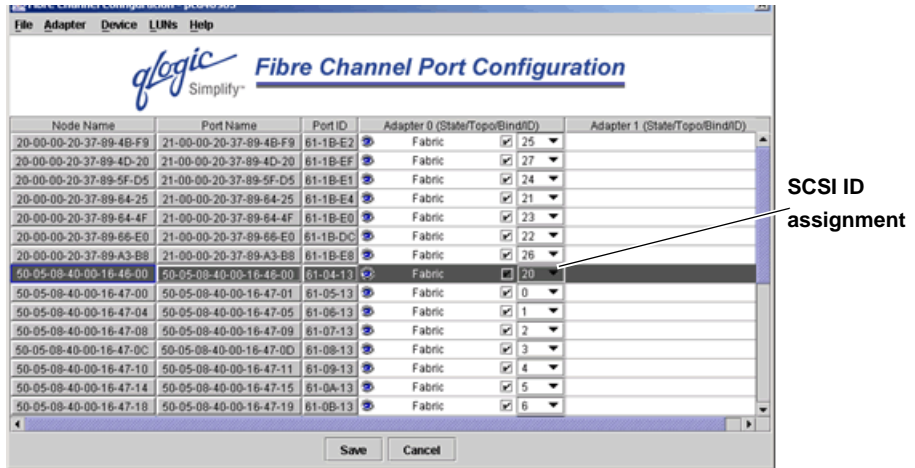 Fibre Channel Configuration - pc040905
File Adapter Device LUNs Help
qlogic
Simplify™
Fibre Channel Port Configuration
Node Name Port Name Port ID Adapter 0 (State/Topo/Bind/ID) Adapter 1 (State/Topo/Bind/ID)
20-00-00-20-37-89-4B-F9 21-00-00-20-37-89-4B-F9 61-1B-E2 Fabric 25
20-00-00-20-37-89-4D-20 21-00-00-20-37-89-4D-20 61-1B-EF Fabric 27
20-00-00-20-37-89-5F-D5 21-00-00-20-37-89-5F-D5 61-1B-E1 Fabric 24
20-00-00-20-37-89-64-25 21-00-00-20-37-89-64-25 61-1B-E4 Fabric 21
20-00-00-20-37-89-64-4F 21-00-00-20-37-89-64-4F 61-1B-E0 Fabric 23
20-00-00-20-37-89-66-E0 21-00-00-20-37-89-66-E0 61-1B-DC Fabric 22
20-00-00-20-37-89-A3-B8 21-00-00-20-37-89-A3-B8 61-1B-E8 Fabric 26
50-05-08-40-00-16-46-00 50-05-08-40-00-16-46-00 61-04-13 Fabric 20
50-05-08-40-00-16-47-00 50-05-08-40-00-16-47-01 61-05-13 Fabric 0
50-05-08-40-00-16-47-04 50-05-08-40-00-16-47-05 61-06-13 Fabric 1
50-05-08-40-00-16-47-08 50-05-08-40-00-16-47-09 61-07-13 Fabric 2
50-05-08-40-00-16-47-0C 50-05-08-40-00-16-47-0D 61-08-13 Fabric 3
50-05-08-40-00-16-47-10 50-05-08-40-00-16-47-11 61-09-13 Fabric 4
50-05-08-40-00-16-47-14 50-05-08-40-00-16-47-15 61-0A-13 Fabric 5
50-05-08-40-00-16-47-18 50-05-08-40-00-16-47-19 61-0B-13 Fabric 6
Save Cancel
SCSI ID
assignment